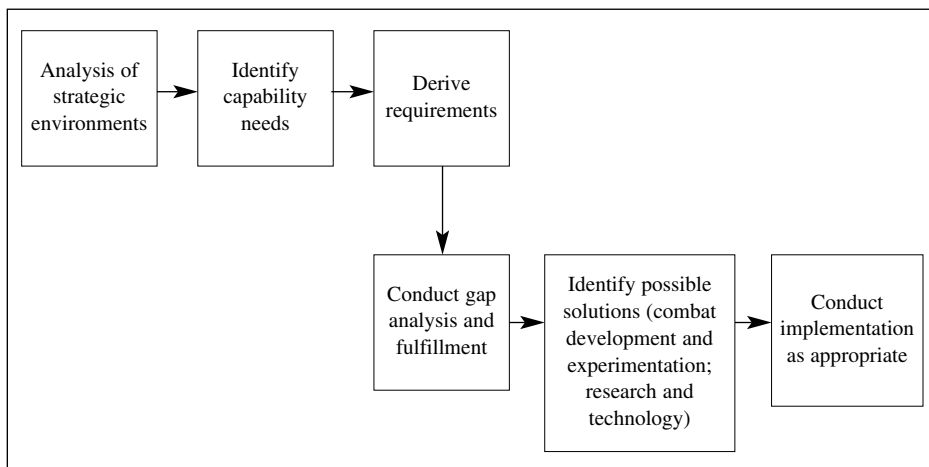 Analysis of
strategic
environments
Identify
capability
needs
Derive
requirements
Conduct gap
analysis and
fulfillment
Identify possible
solutions (combat
development and
experimentation;
research and
technology)
Conduct
implementation
as appropriate